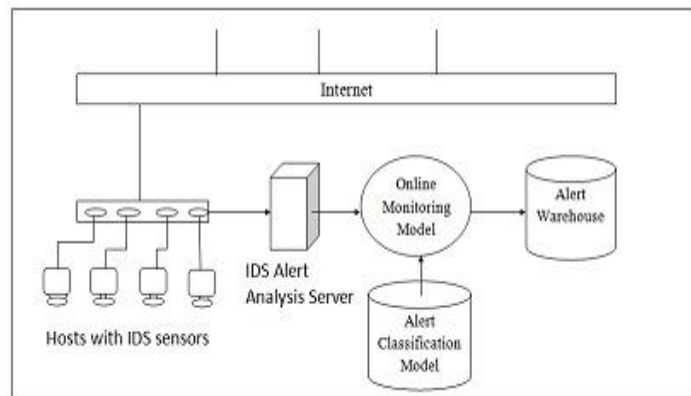 Internet
Online
Monitoring
Model
Alert
Warehouse
IDS Alert
Analysis Server
Hosts with IDS sensors
Alert
Classification
Model